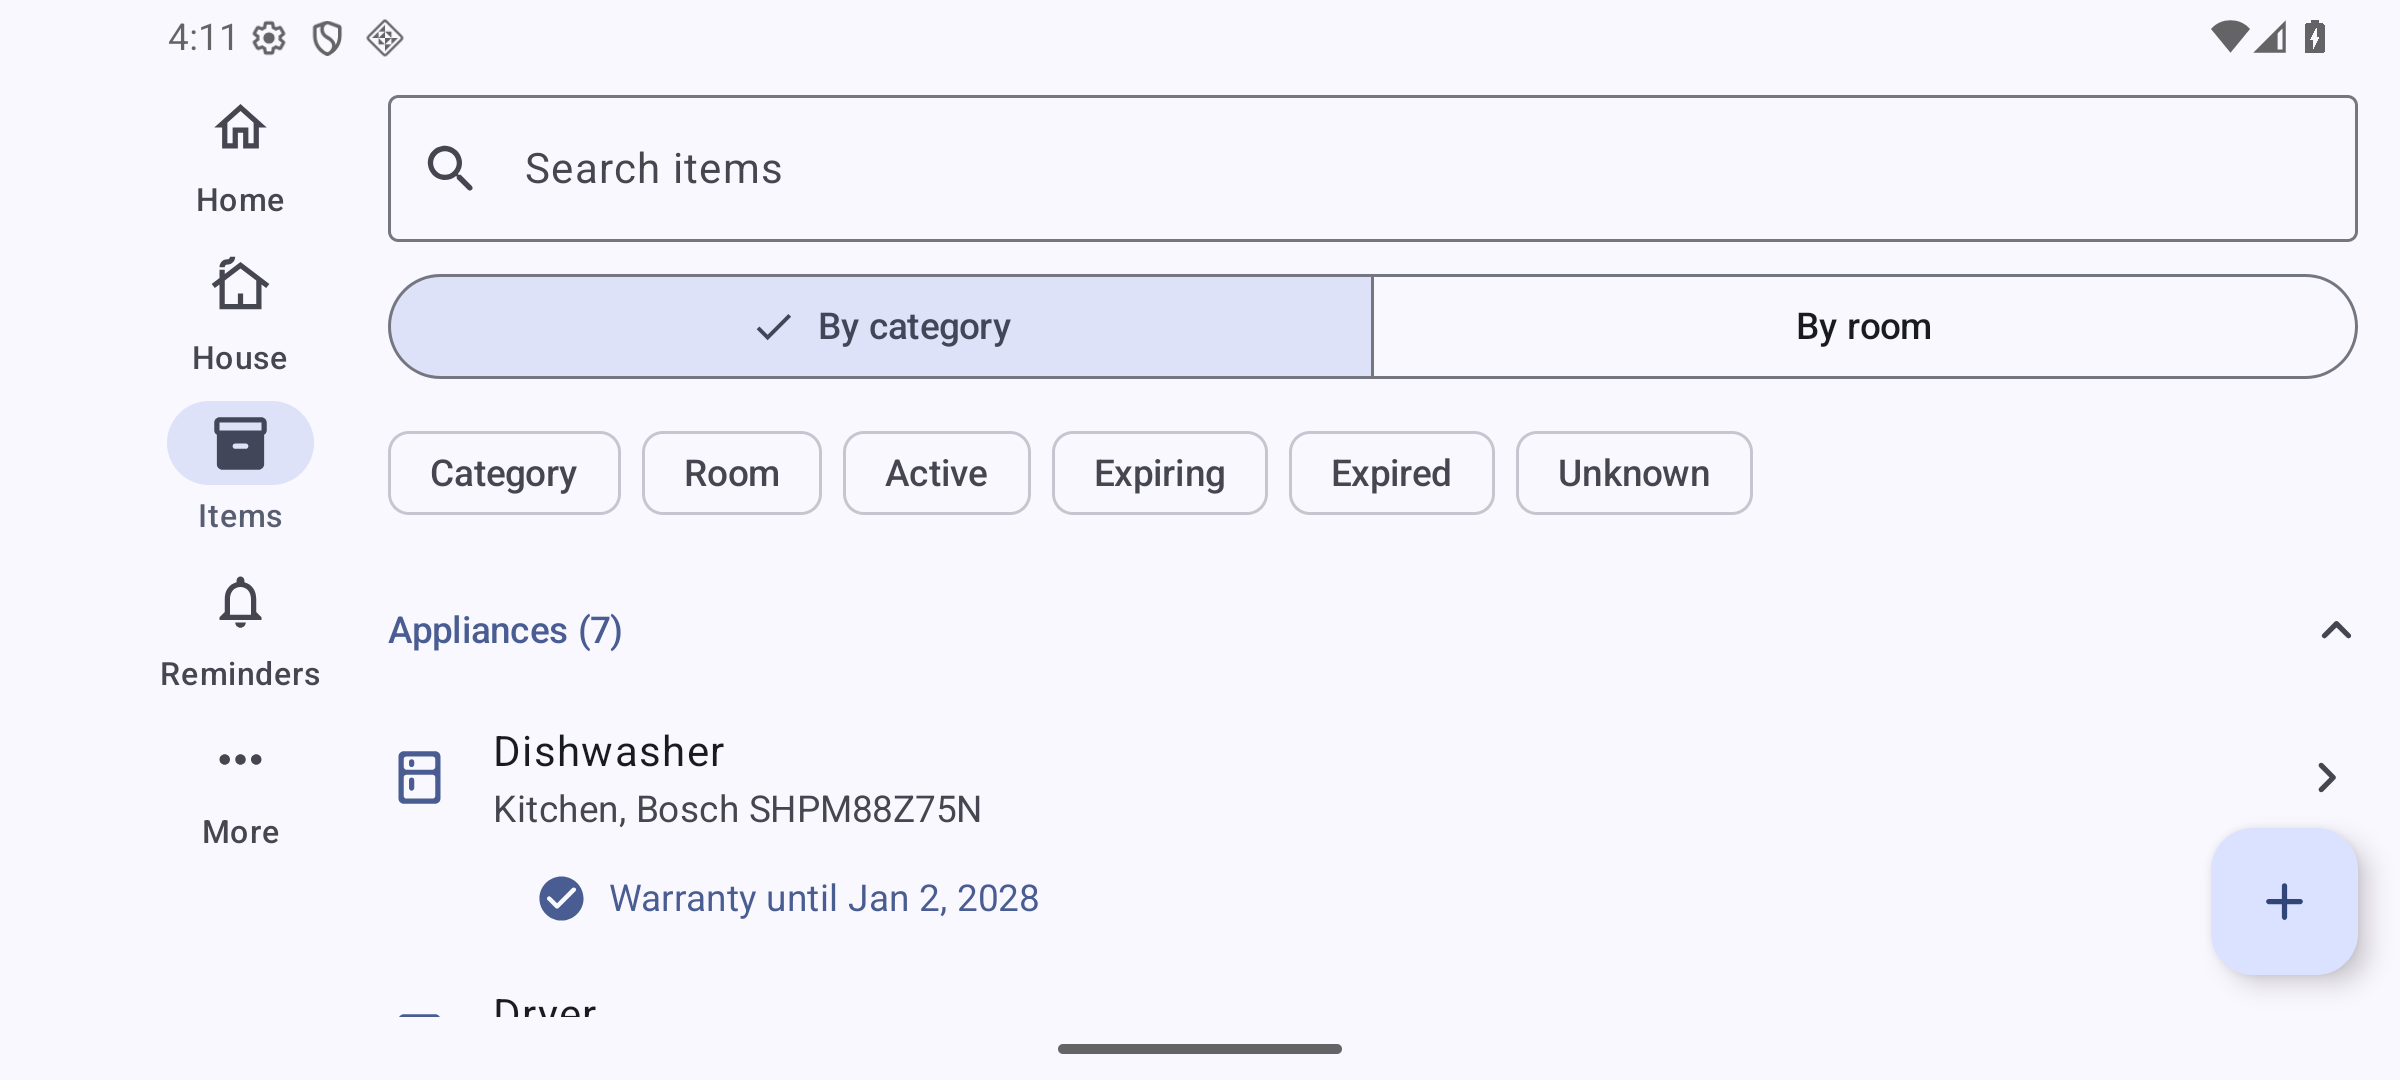 4:11
Home
House
Items
Reminders
More
Search items
By category
By room
Category
Room
Active
Expiring
Expired
Unknown
Appliances (7)
Dishwasher
Kitchen, Bosch SHPM88Z75N
Warranty until Jan 2, 2028
Dryer